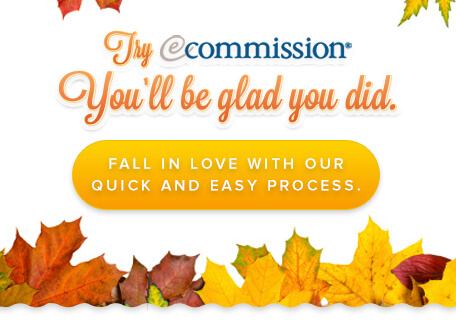 Try eCommission®
You'll be glad you did.
FALL IN LOVE WITH OUR
QUICK AND EASY PROCESS.